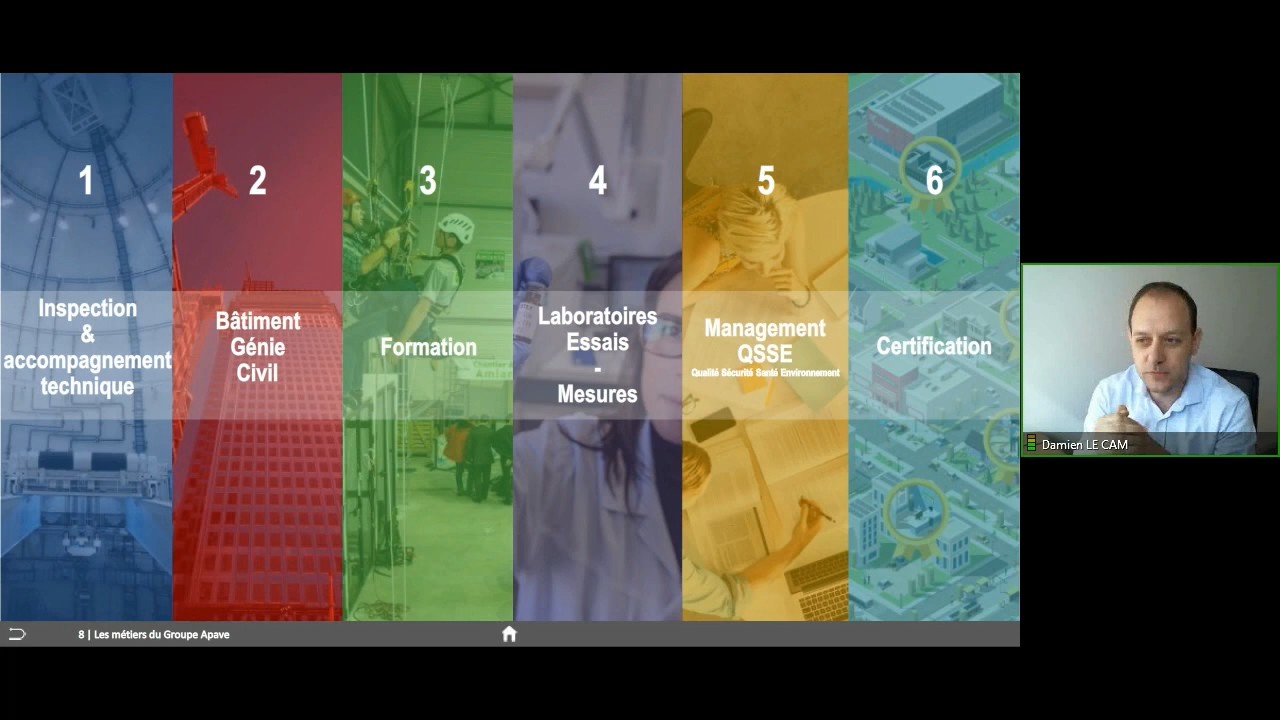 1
Inspection
&
accompagnement
technique
2
Bâtiment
Génie
Civil
3
Formation
4
Laboratoires
Essais
-
Mesures
5
Management
QSSE
Qualité Sécurité Santé Environnement
6
Certification
Damien LE CAM
8 | Les métiers du Groupe Apave